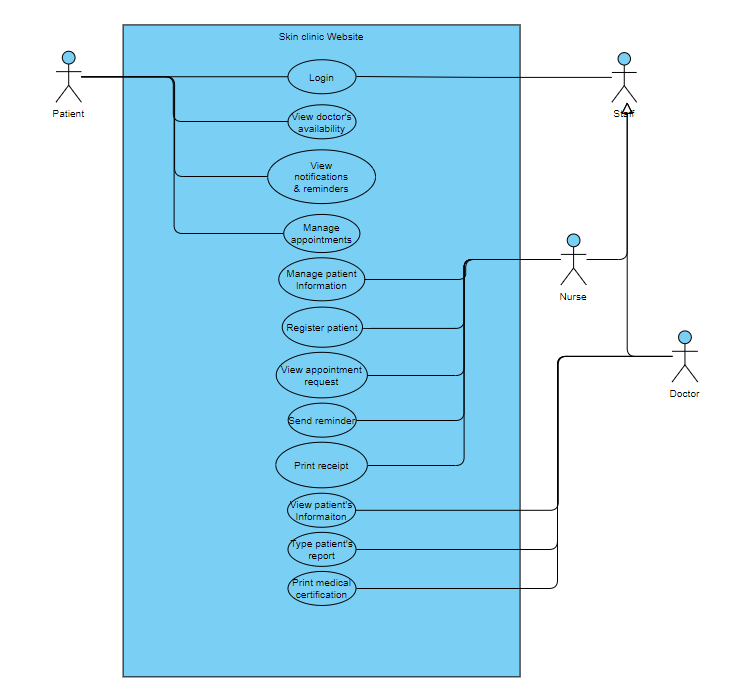 Skin clinic Website
Patient
Staff
Login
View doctor's
availability
View
notifications
& reminders
Manage
appointments
Manage patient
Information
Nurse
Register patient
View appointment
request
Doctor
Send reminder
Print receipt
View patient's
Informaiton
Type patient's
report
Print medical
certification